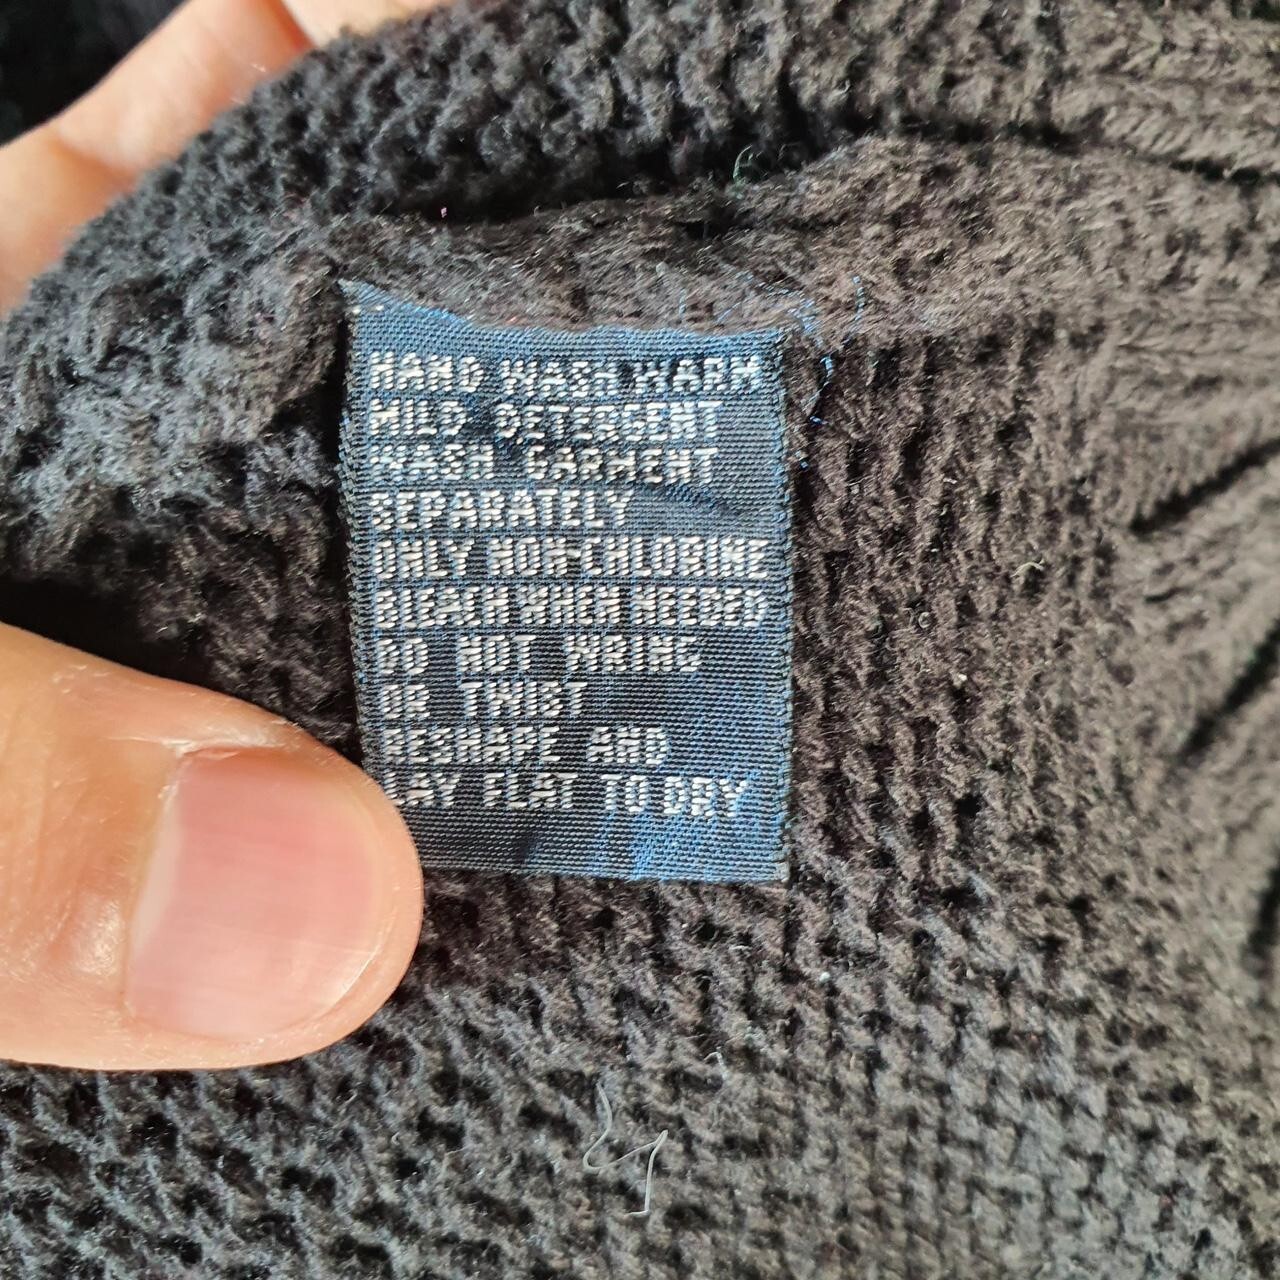 HAND WASH WARM
MILD DETERGENT
WASH GARMENT
SEPARATELY
ONLY NON-CHLORINE
BLEACH WHEN NEEDED
DO NOT WRING
OR TWIST
RESHAPE AND
LAY FLAT TO DRY